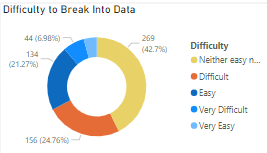 Difficulty to Break Into Data
44 (6.98%)
134
(21.27%)
156 (24.76%)
269
(42.7%)
Difficulty
Neither easy n...
Difficult
Easy
Very Difficult
Very Easy